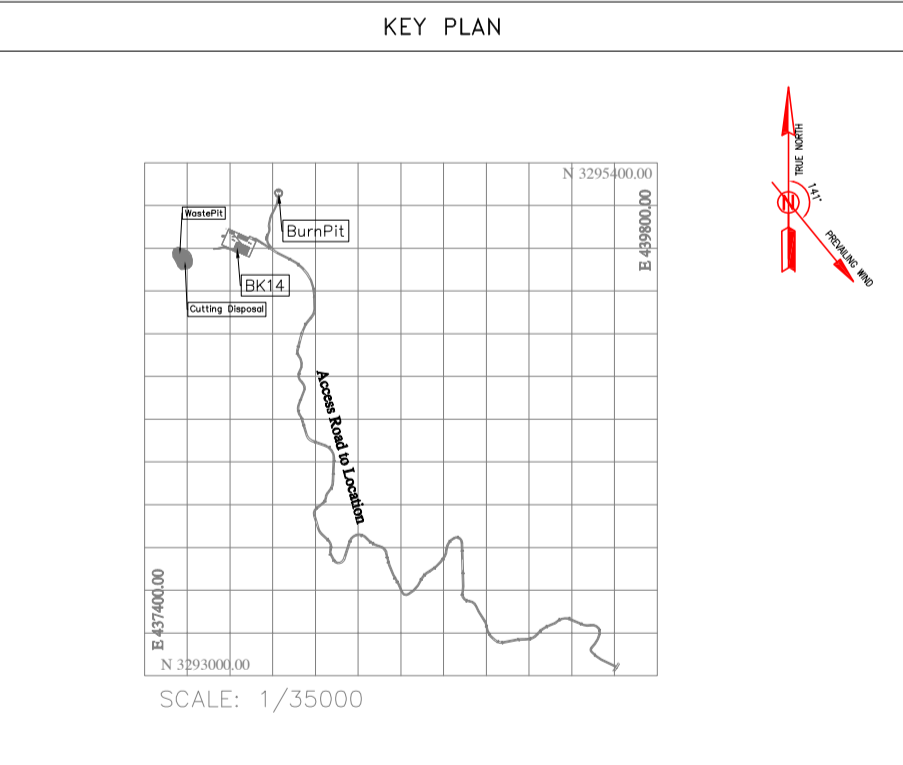 KEY PLAN
N 3295400.00
E 439800.00
TRUE NORTH
141°
N
PREVAILING WIND
WastePit
BurnPit
BK14
Cutting Disposal
Access Road to Location
E 437400.00
N 3293000.00
SCALE: 1/35000